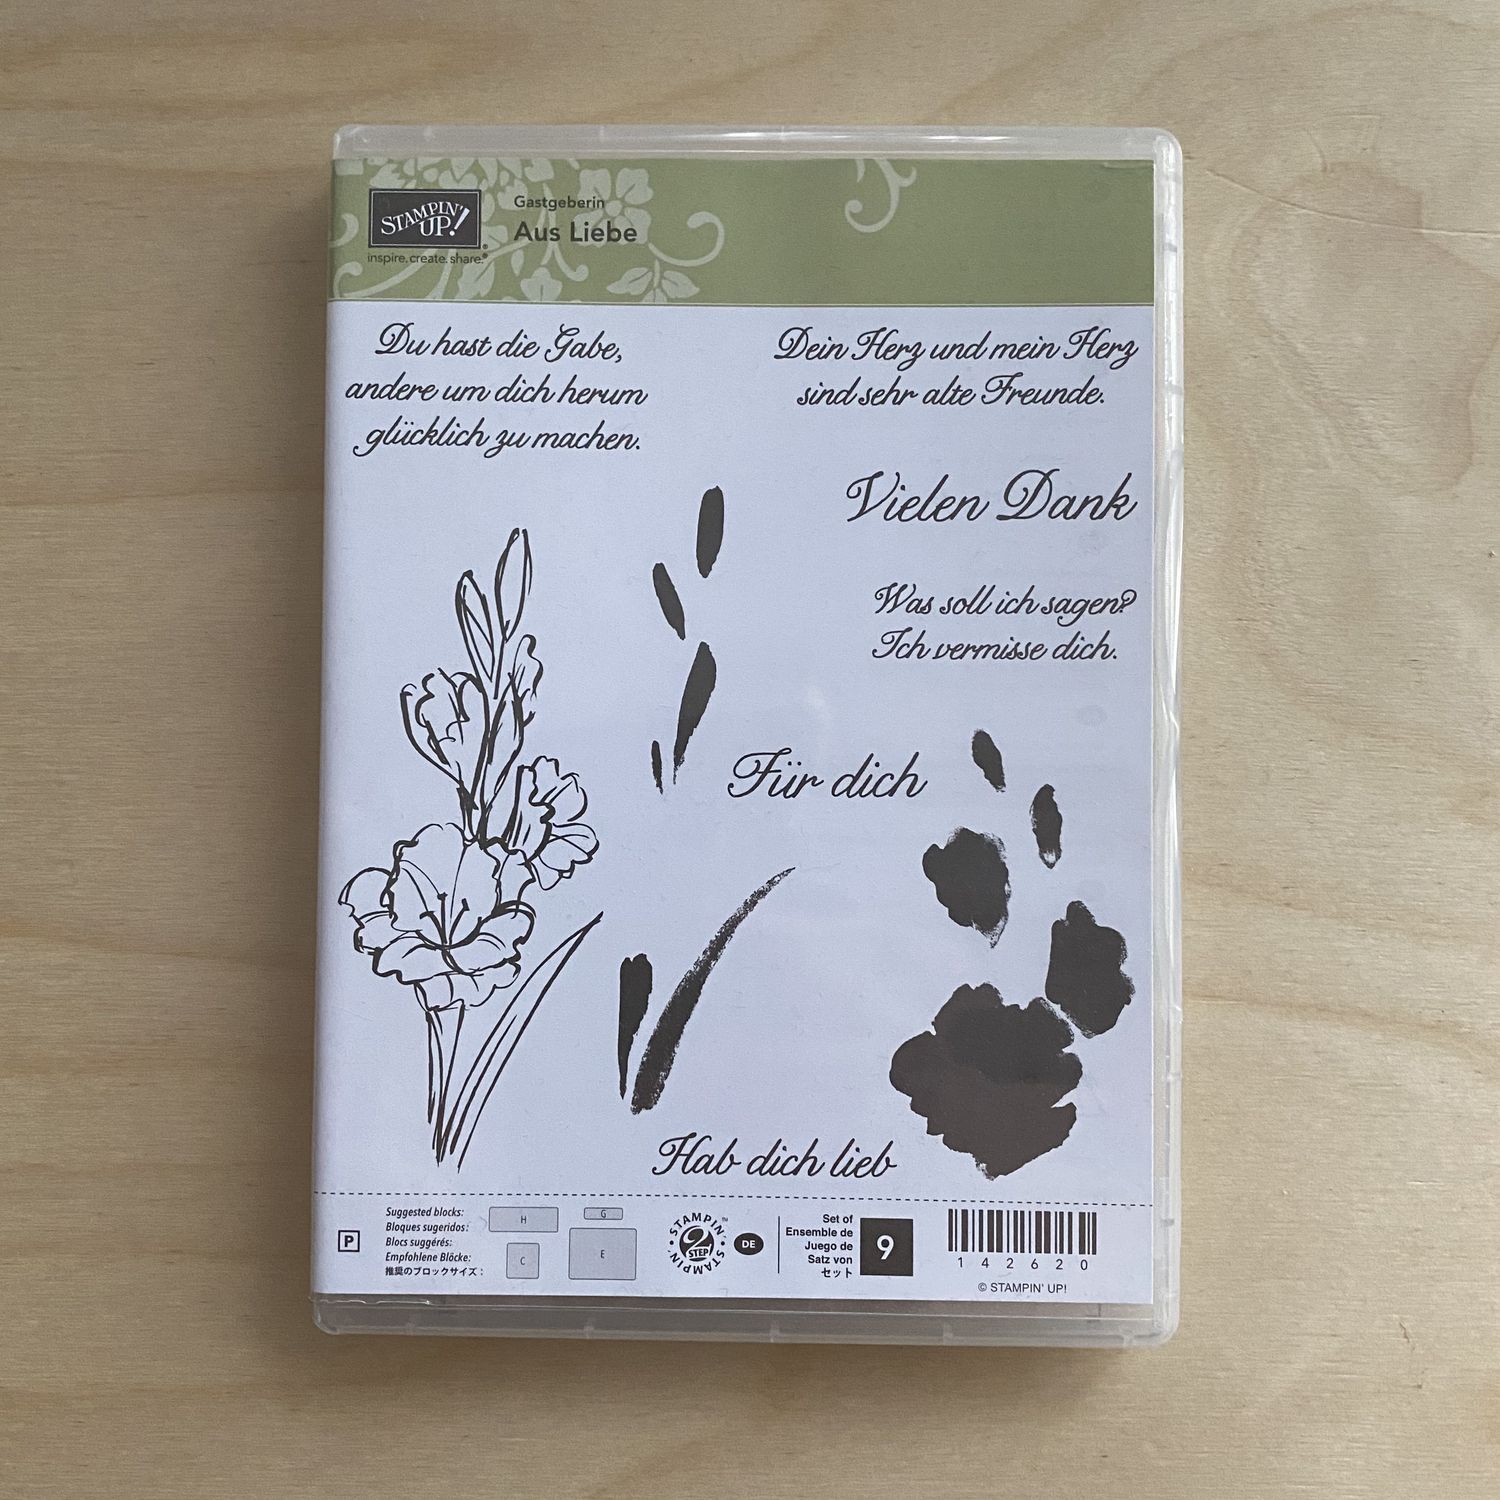 STAMPIN' UP!®
inspire. create. share.®
Gastgeberin
Aus Liebe
Du hast die Gabe,
andere um dich herum
glücklich zu machen.
Dein Herz und mein Herz
sind sehr alte Freunde.
Vielen Dank
Was soll ich sagen?
Ich vermisse dich.
Für dich
Hab dich lieb
P
Suggested blocks:
Bloques sugeridos:
Blocs suggérés:
Empfohlene Blöcke:
推奨のブロックサイズ：
H
G
C
E
STAMPIN'™
2 STEP
STAMPIN'
DE
Set of
Ensemble de
Juego de
Satz von
セット
9
142620
© STAMPIN' UP!